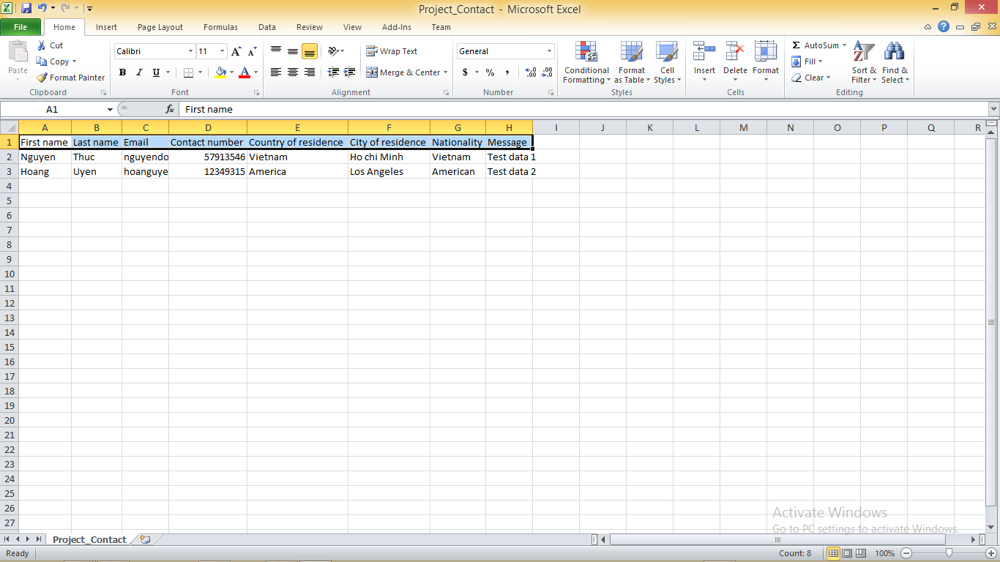 Project_Contact - Microsoft Excel
File Home Insert Page Layout Formulas Data Review View Add-Ins Team
Paste
Cut
Copy
Format Painter
Clipboard
Calibri 11
B I U A
Font
Wrap Text
Merge & Center
Alignment
General
$ % , .00 .00
Number
Conditional Formatting
Format as Table
Cell Styles
Styles
Insert Delete Format
Cells
Σ AutoSum
Fill
Clear
Sort & Filter
Find & Select
Editing
A1 fx First name
A B C D E F G H I J K L M N O P Q R
1 First name Last name Email Contact number Country of residence City of residence Nationality Message
2 Nguyen Thuc nguyendo 57913546 Vietnam Ho chi Minh Vietnam Test data 1
3 Hoang Uyen hoanguye 12349315 America Los Angeles American Test data 2
4
5
6
7
8
9
10
11
12
13
14
15
16
17
18
19
20
21
22
23
24
25
26
27
Activate Windows
Go to PC settings to activate Windows.
Project_Contact
Ready Count: 8 100%